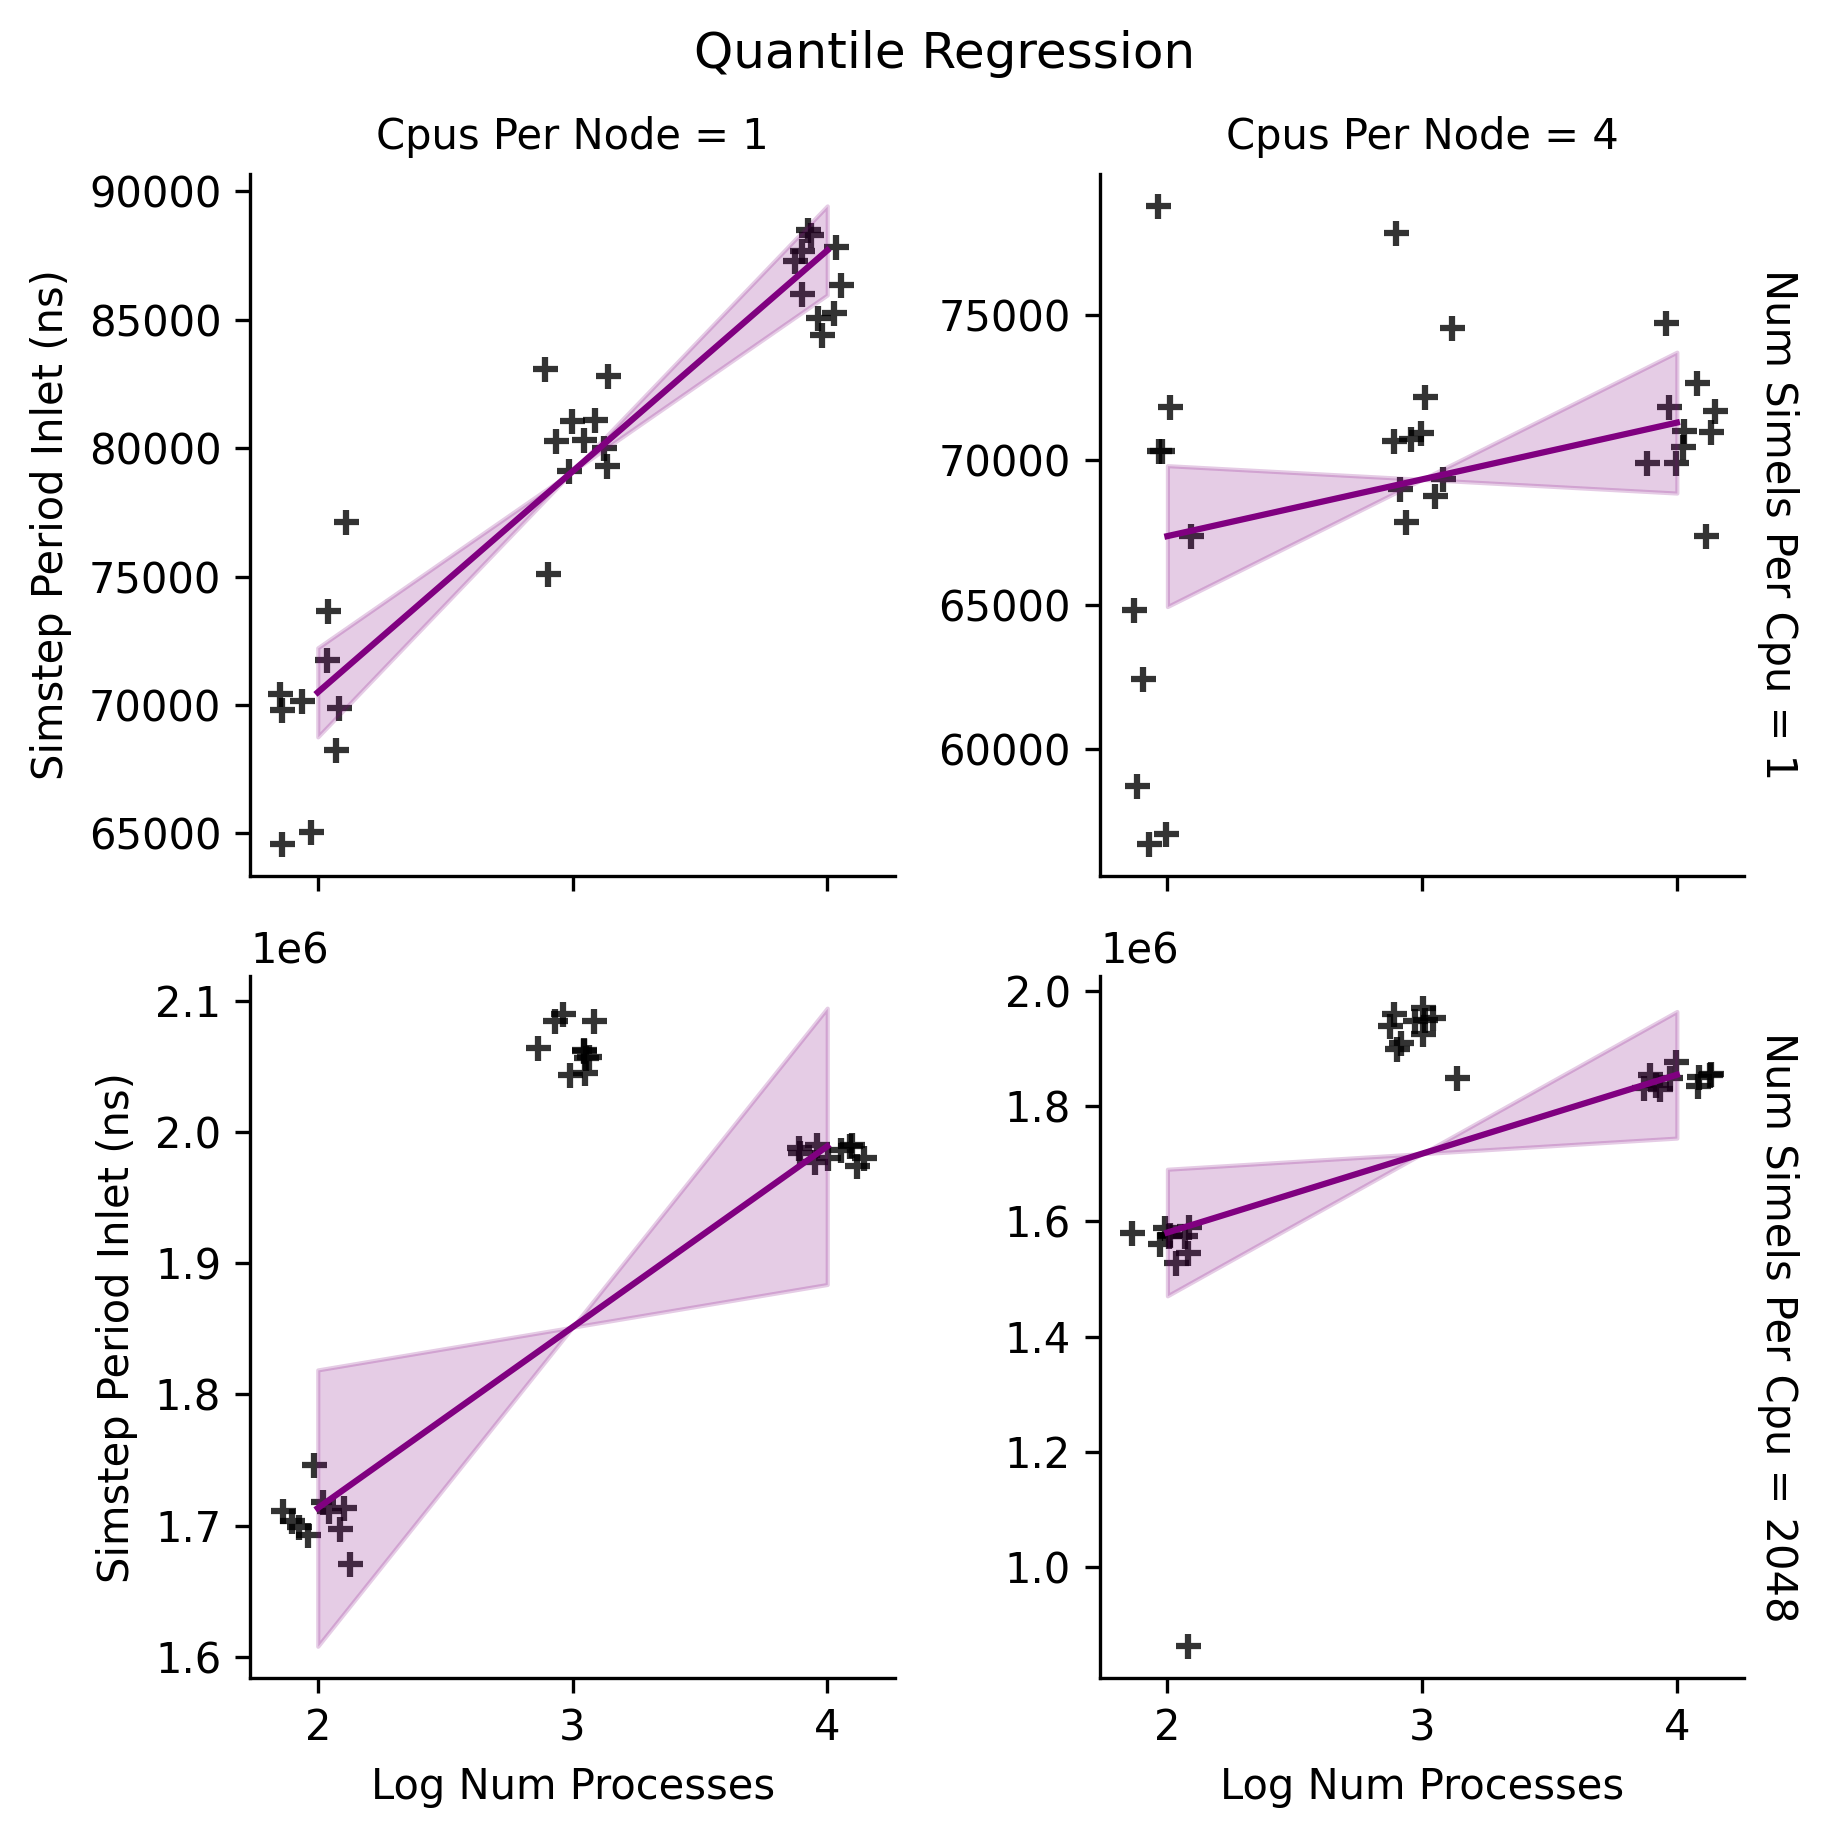 Quantile Regression
Cpus Per Node = 1
Cpus Per Node = 4
90000
85000
80000
75000
70000
65000
Simstep Period Inlet (ns)
75000
70000
65000
60000
Num Simels Per Cpu = 1
1e6
2.1
2.0
1.9
1.8
1.7
1.6
Simstep Period Inlet (ns)
2
3
4
Log Num Processes
1e6
2.0
1.8
1.6
1.4
1.2
1.0
2
3
4
Log Num Processes
Num Simels Per Cpu = 2048